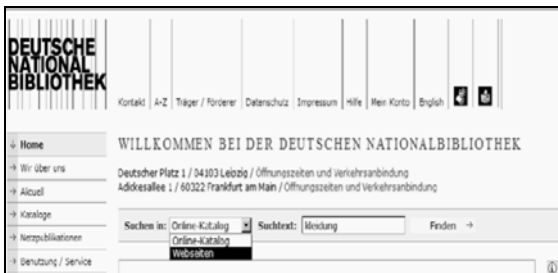 DEUTSCHE
NATIONAL
BIBLIOTHEK
Kontakt A-Z Träger / Förderer Datenschutz Impressum Hilfe Mein Konto English
Home
Wir über uns
Aktuell
Kataloge
Netzpublikationen
Benutzung / Service
WILLKOMMEN BEI DER DEUTSCHEN NATIONALBIBLIOTHEK
Deutscher Platz 1 / 04103 Leipzig / Öffnungszeiten und Verkehrsanbindung
Adickesallee 1 / 60322 Frankfurt am Main / Öffnungszeiten und Verkehrsanbindung
Suchen in: Online-Katalog Suchtext: kleidung Finden →
Online-Katalog
Webseiten